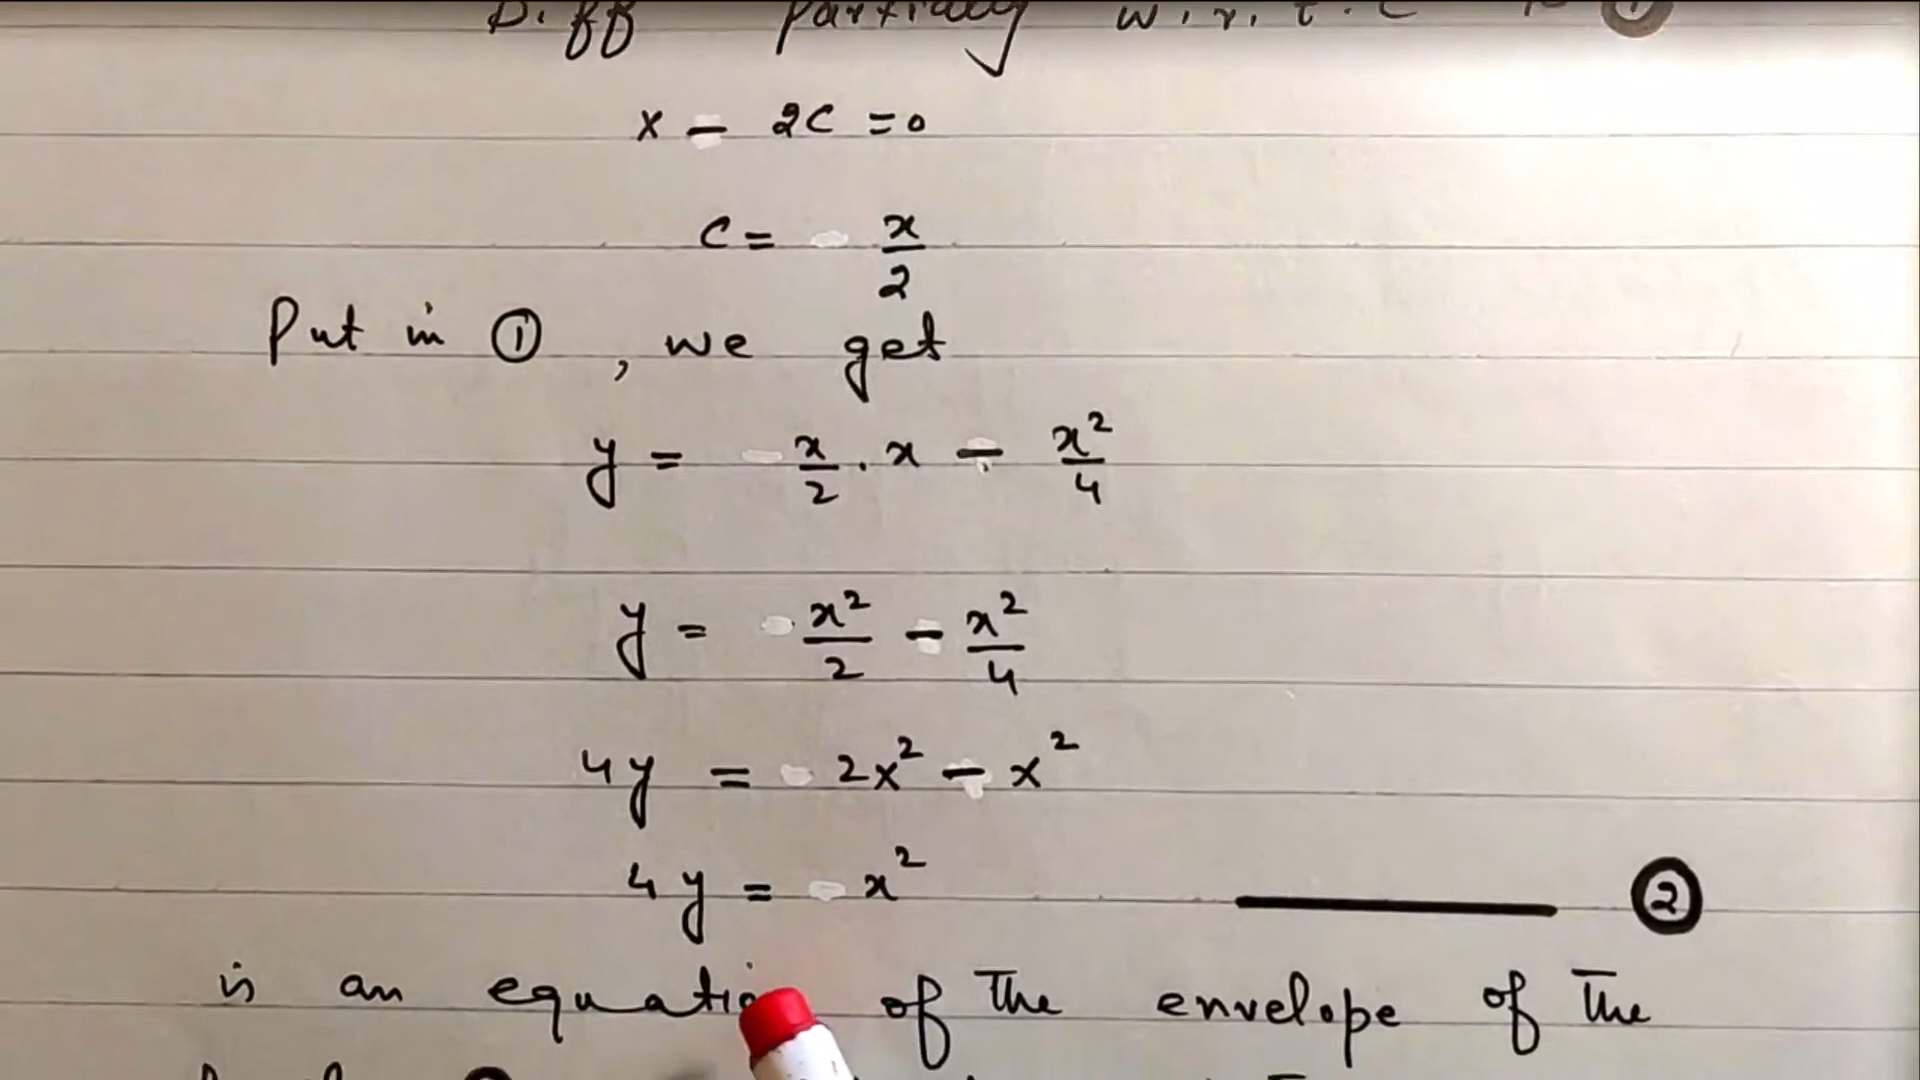 Diff partially w.r.t. C
x - 2C = 0
C = x/2
Put in ①, we get
y = x/2 . x - x²/4
y = x²/2 - x²/4
4y = 2x² - x²
4y = x² ——— ②
is an equation of the envelope of the